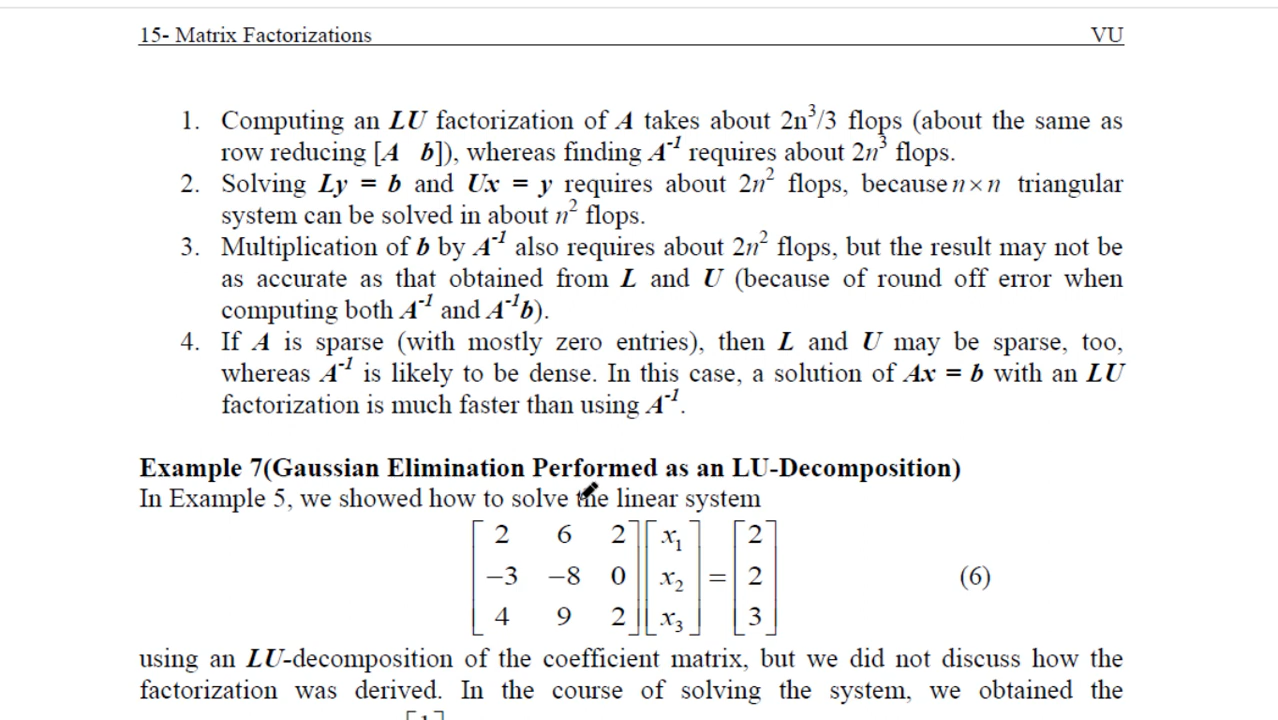 15- Matrix Factorizations VU
1. Computing an LU factorization of A takes about 2n³/3 flops (about the same as
row reducing [A b]), whereas finding A⁻¹ requires about 2n³ flops.
2. Solving Ly = b and Ux = y requires about 2n² flops, because n × n triangular
system can be solved in about n² flops.
3. Multiplication of b by A⁻¹ also requires about 2n² flops, but the result may not be
as accurate as that obtained from L and U (because of round off error when
computing both A⁻¹ and A⁻¹b).
4. If A is sparse (with mostly zero entries), then L and U may be sparse, too,
whereas A⁻¹ is likely to be dense. In this case, a solution of Ax = b with an LU
factorization is much faster than using A⁻¹.
Example 7(Gaussian Elimination Performed as an LU-Decomposition)
In Example 5, we showed how to solve the linear system
2 6 2 x₁ 2
−3 −8 0 x₂ = 2 (6)
4 9 2 x₃ 3
using an LU-decomposition of the coefficient matrix, but we did not discuss how the
factorization was derived. In the course of solving the system, we obtained the